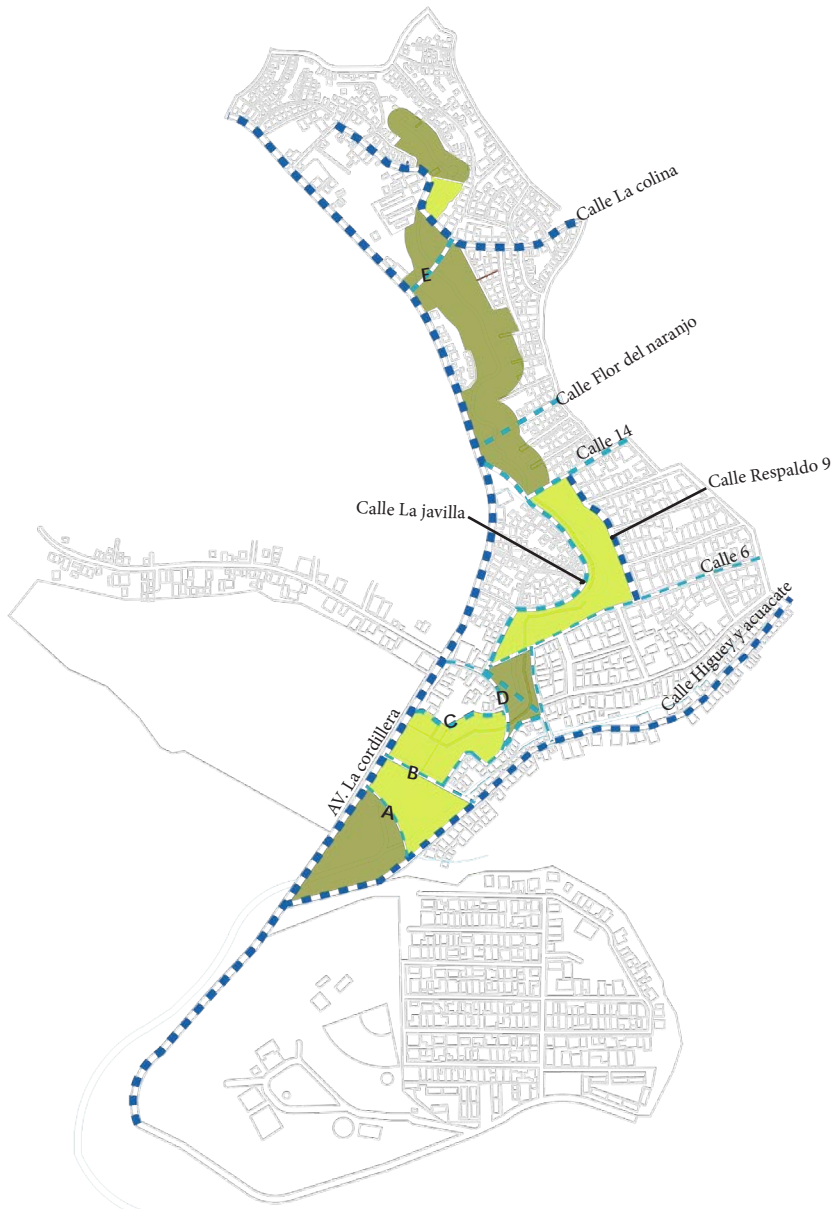 Calle La colina
E
Calle Flor del naranjo
Calle 14
Calle Respaldo 9
Calle La javilla
Calle 6
Calle Higuey y acuacate
D
C
AV. La cordillera
B
A